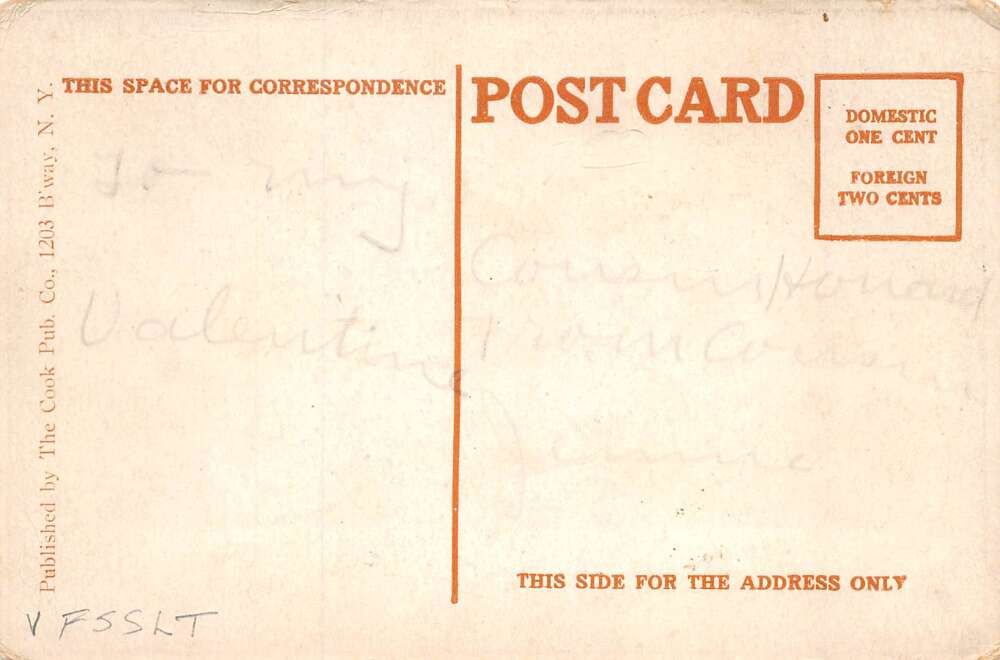 THIS SPACE FOR CORRESPONDENCE
POST CARD
DOMESTIC
ONE CENT
FOREIGN
TWO CENTS
Published by The Cook Pub. Co., 1203 B'way, N. Y.
To my
Valentine
Cousin Howard
From Cousin
Jennie
THIS SIDE FOR THE ADDRESS ONLY
V FSSLT